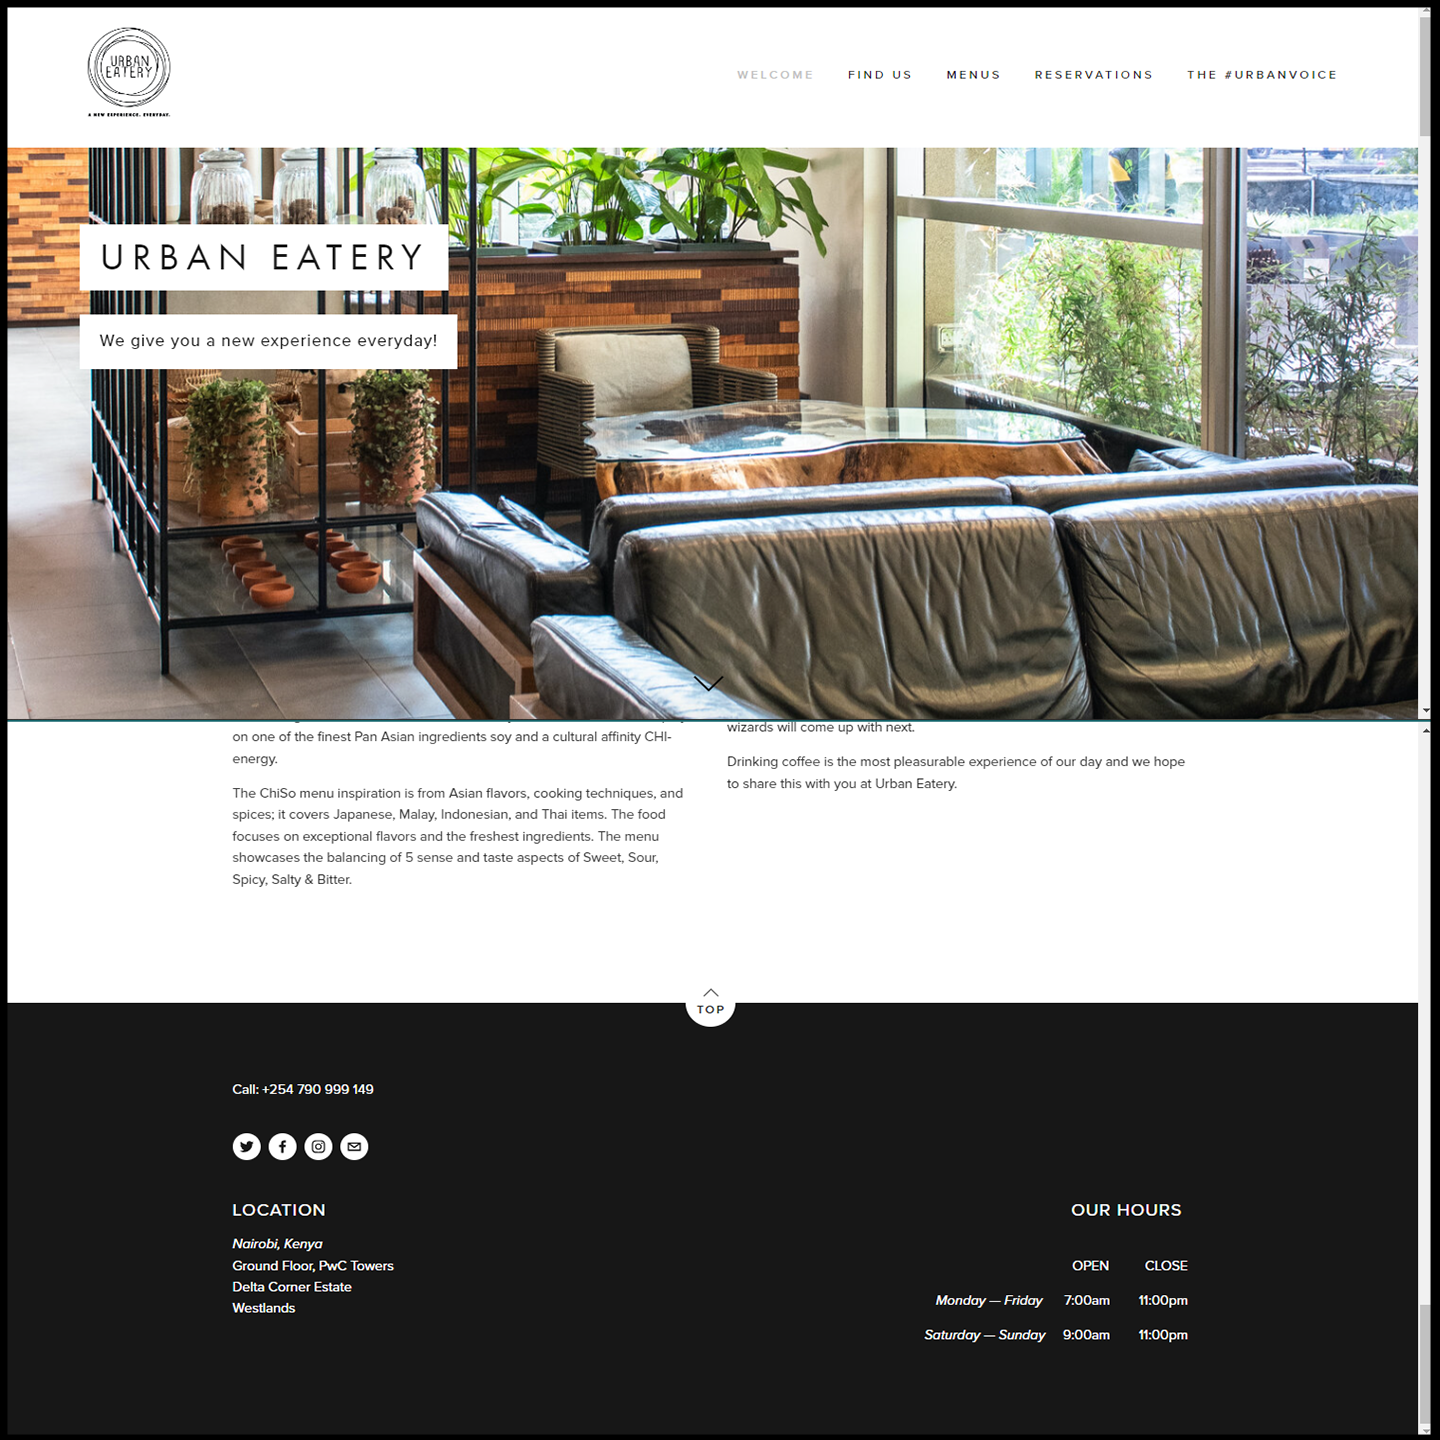 URBAN
EATERY
A NEW EXPERIENCE. EVERYDAY.
WELCOME FIND US MENUS RESERVATIONS THE #URBANVOICE
URBAN EATERY
We give you a new experience everyday!
on one of the finest Pan Asian ingredients soy and a cultural affinity CHI-
energy.
The ChiSo menu inspiration is from Asian flavors, cooking techniques, and
spices; it covers Japanese, Malay, Indonesian, and Thai items. The food
focuses on exceptional flavors and the freshest ingredients. The menu
showcases the balancing of 5 sense and taste aspects of Sweet, Sour,
Spicy, Salty & Bitter.
wizards will come up with next.
Drinking coffee is the most pleasurable experience of our day and we hope
to share this with you at Urban Eatery.
TOP
Call: +254 790 999 149
LOCATION
Nairobi, Kenya
Ground Floor, PwC Towers
Delta Corner Estate
Westlands
OUR HOURS
OPEN CLOSE
Monday — Friday 7:00am 11:00pm
Saturday — Sunday 9:00am 11:00pm